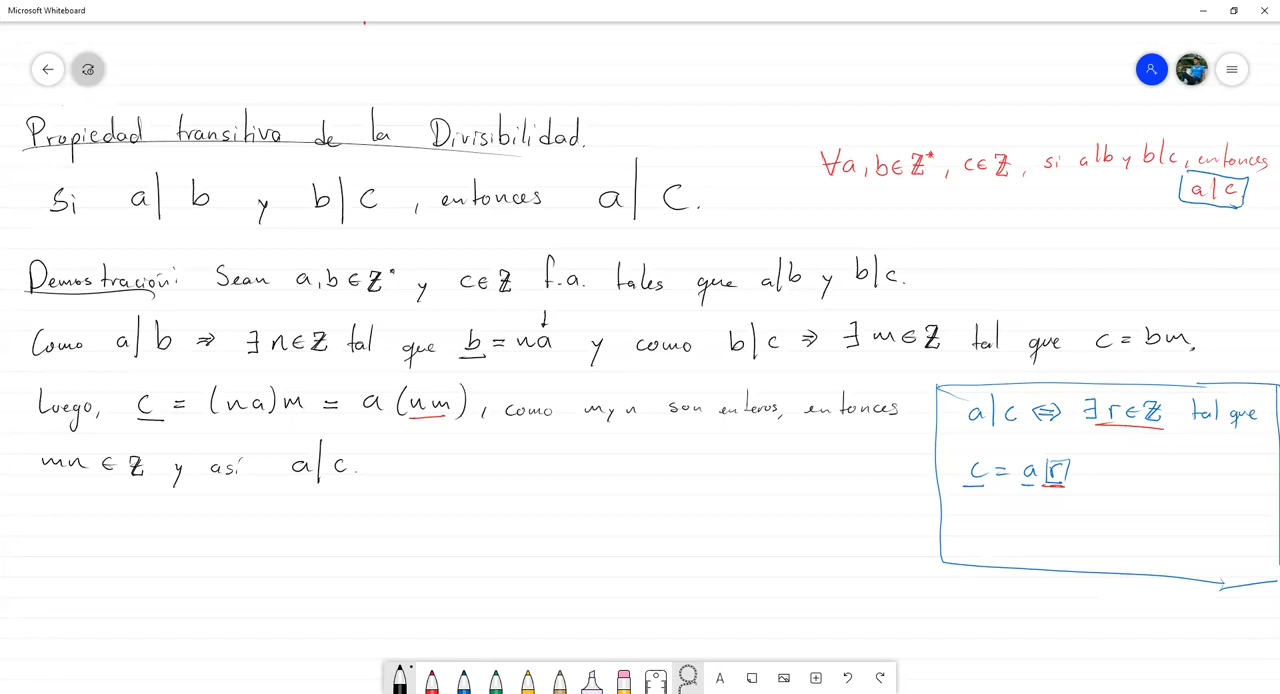 Microsoft Whiteboard
Propiedad transitiva de la Divisibilidad.
Si a|b y b|c, entonces a|c.
∀a,b∈ℤ*, c∈ℤ, si a|b y b|c, entonces
a|c
Demostración: Sean a,b∈ℤ* y c∈ℤ f.a. tales que a|b y b|c.
Como a|b ⇒ ∃n∈ℤ tal que b = na y como b|c ⇒ ∃m∈ℤ tal que c = bm,
Luego, c = (na)m = a(nm), como m y n son enteros, entonces
mn ∈ ℤ y así a|c.
a|c ⇔ ∃r∈ℤ tal que
c = a r
A